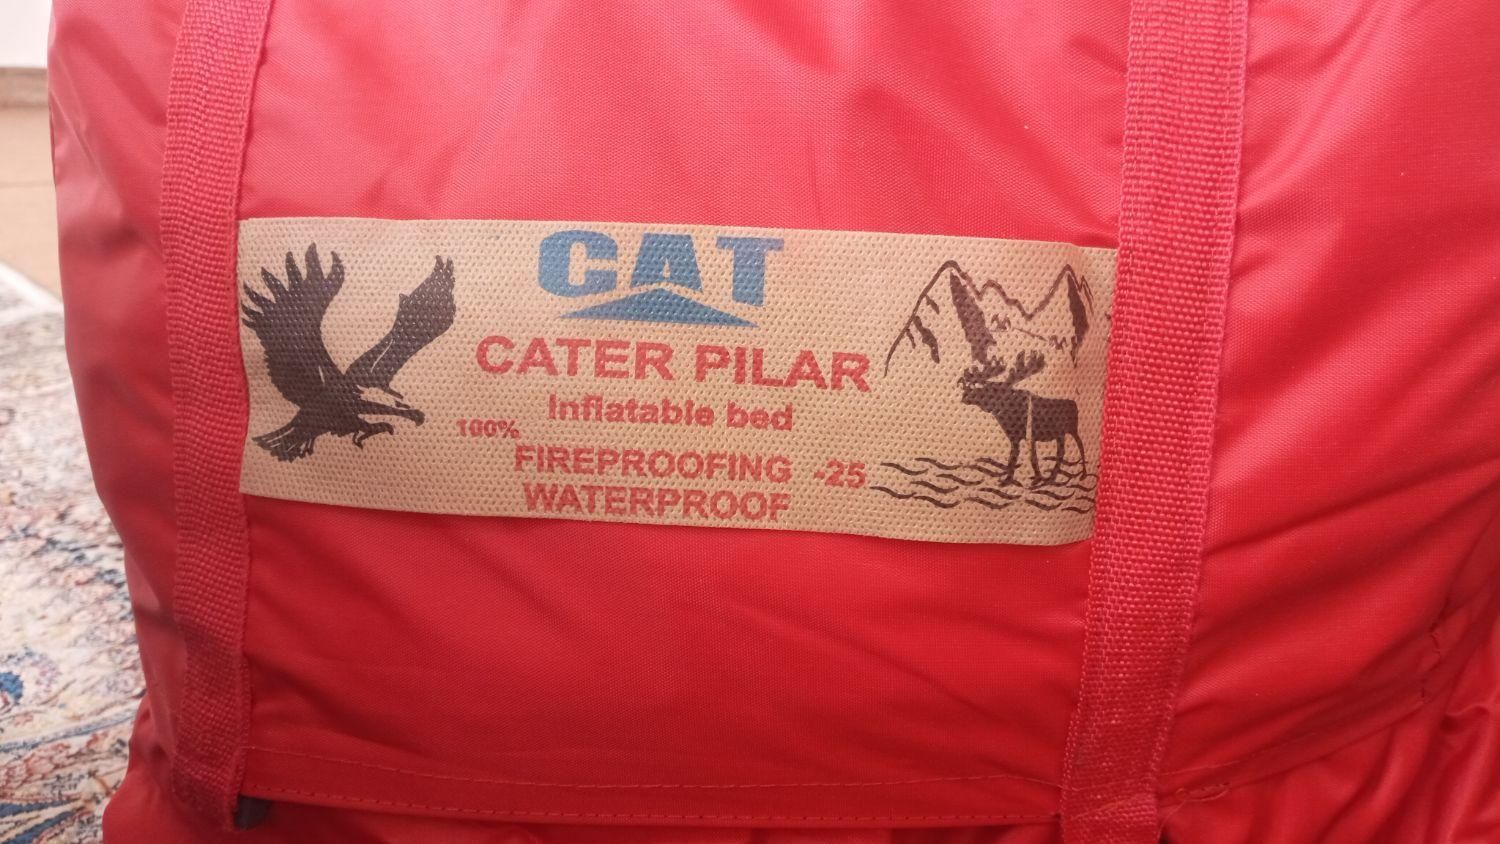 CAT
CATER PILAR
Inflatable bed
100%
FIREPROOFING -25
WATERPROOF